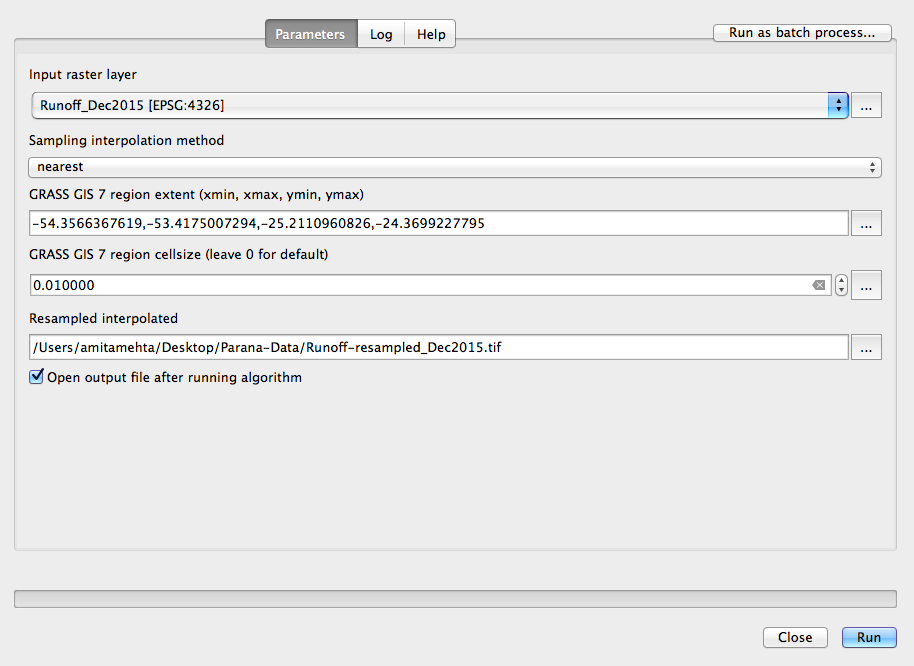 Parameters Log Help Run as batch process...
Input raster layer
Runoff_Dec2015 [EPSG:4326] ...
Sampling interpolation method
nearest
GRASS GIS 7 region extent (xmin, xmax, ymin, ymax)
-54.3566367619,-53.4175007294,-25.2110960826,-24.3699227795 ...
GRASS GIS 7 region cellsize (leave 0 for default)
0.010000 ...
Resampled interpolated
/Users/amitamehta/Desktop/Parana-Data/Runoff-resampled_Dec2015.tif ...
Open output file after running algorithm
Close Run